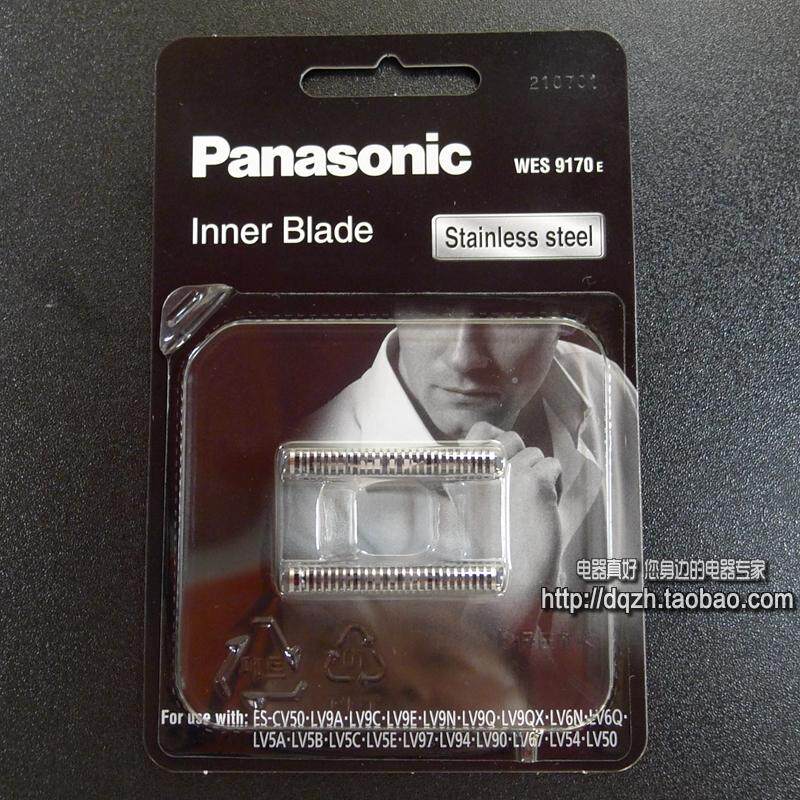 210701
Panasonic
WES 9170 E
Inner Blade
Stainless steel
电器真好 您身边的电器专家
http://dqzh.taobao.com
For use with: ES-CV50·LV9A·LV9C·LV9E·LV9N·LV9Q·LV9QX·LV6N·LV6Q·
LV5A·LV5B·LV5C·LV5E·LV97·LV94·LV90·LV67·LV54·LV50